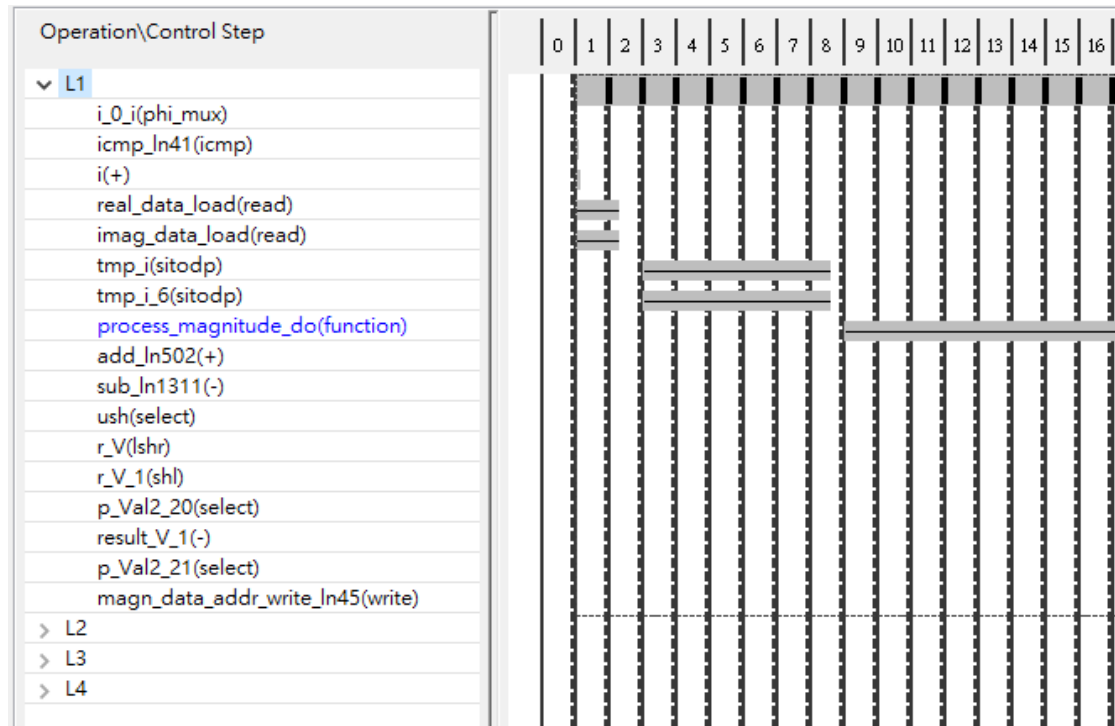 Operation\Control Step
0 1 2 3 4 5 6 7 8 9 10 11 12 13 14 15 16
L1
i_0_i(phi_mux)
icmp_ln41(icmp)
i(+)
real_data_load(read)
imag_data_load(read)
tmp_i(sitodp)
tmp_i_6(sitodp)
process_magnitude_do(function)
add_ln502(+)
sub_ln1311(-)
ush(select)
r_V(lshr)
r_V_1(shl)
p_Val2_20(select)
result_V_1(-)
p_Val2_21(select)
magn_data_addr_write_ln45(write)
L2
L3
L4